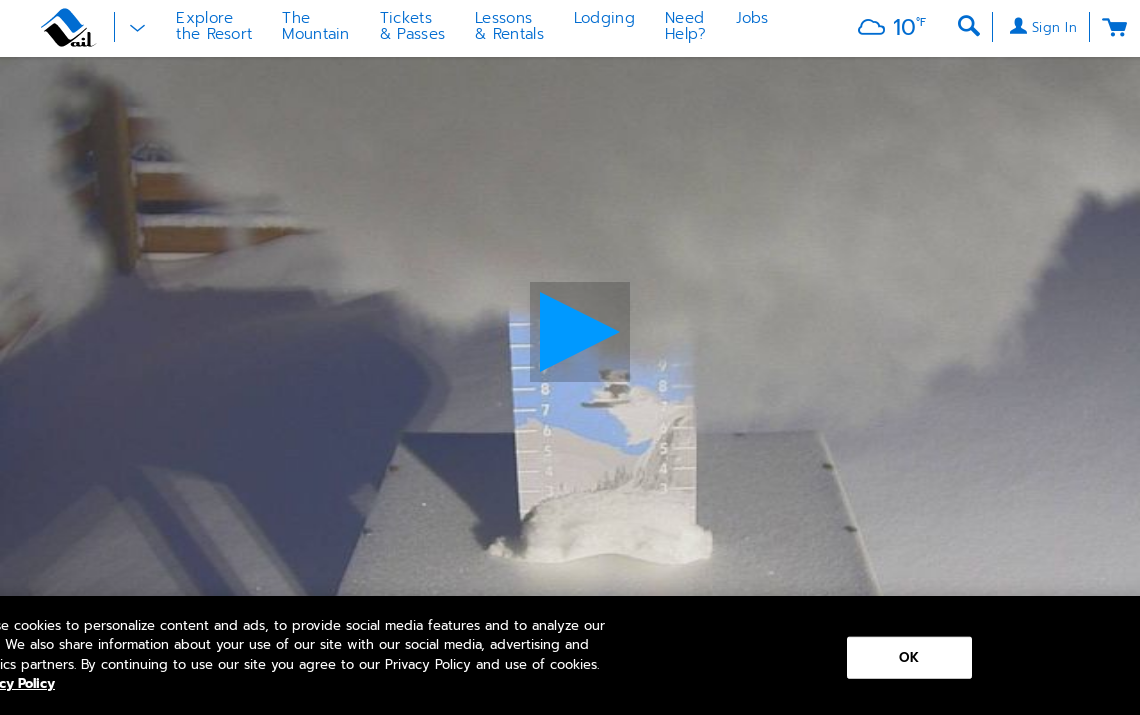 ail
Explore
the Resort
The
Mountain
Tickets
& Passes
Lessons
& Rentals
Lodging
Need
Help?
Jobs
10°F
Sign In
9
8 8
7 7
6 6
5 5
4 4
3 3
se cookies to personalize content and ads, to provide social media features and to analyze our
. We also share information about your use of our site with our social media, advertising and
ics partners. By continuing to use our site you agree to our Privacy Policy and use of cookies.
cy Policy
OK